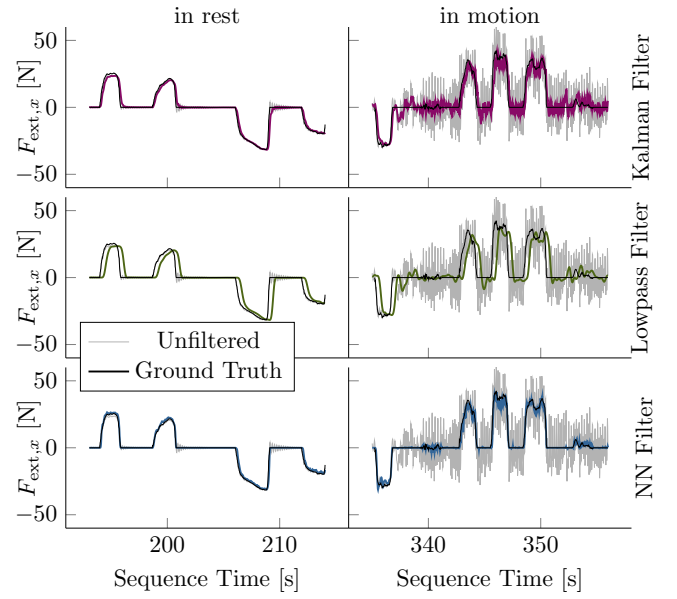 in rest
in motion
50
0
−50
F_ext,x [N]
Kalman Filter
50
0
−50
F_ext,x [N]
Lowpass Filter
Unfiltered
Ground Truth
50
0
−50
F_ext,x [N]
NN Filter
200
210
340
350
Sequence Time [s]
Sequence Time [s]